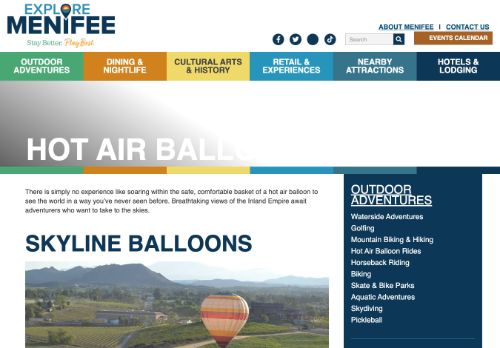 EXPLORE
MENIFEE
Stay Better. Play Best.
ABOUT MENIFEE | CONTACT US
Search
EVENTS CALENDAR
OUTDOOR ADVENTURES
DINING & NIGHTLIFE
CULTURAL ARTS & HISTORY
RETAIL & EXPERIENCES
NEARBY ATTRACTIONS
HOTELS & LODGING
HOT AIR
There is simply no experience like soaring within the safe, comfortable basket of a hot air balloon to
see the world in a way you've never seen before. Breathtaking views of the Inland Empire await
adventurers who want to take to the skies.
SKYLINE BALLOONS
OUTDOOR
ADVENTURES
Waterside Adventures
Golfing
Mountain Biking & Hiking
Hot Air Balloon Rides
Horseback Riding
Biking
Skate & Bike Parks
Aquatic Adventures
Skydiving
Pickleball